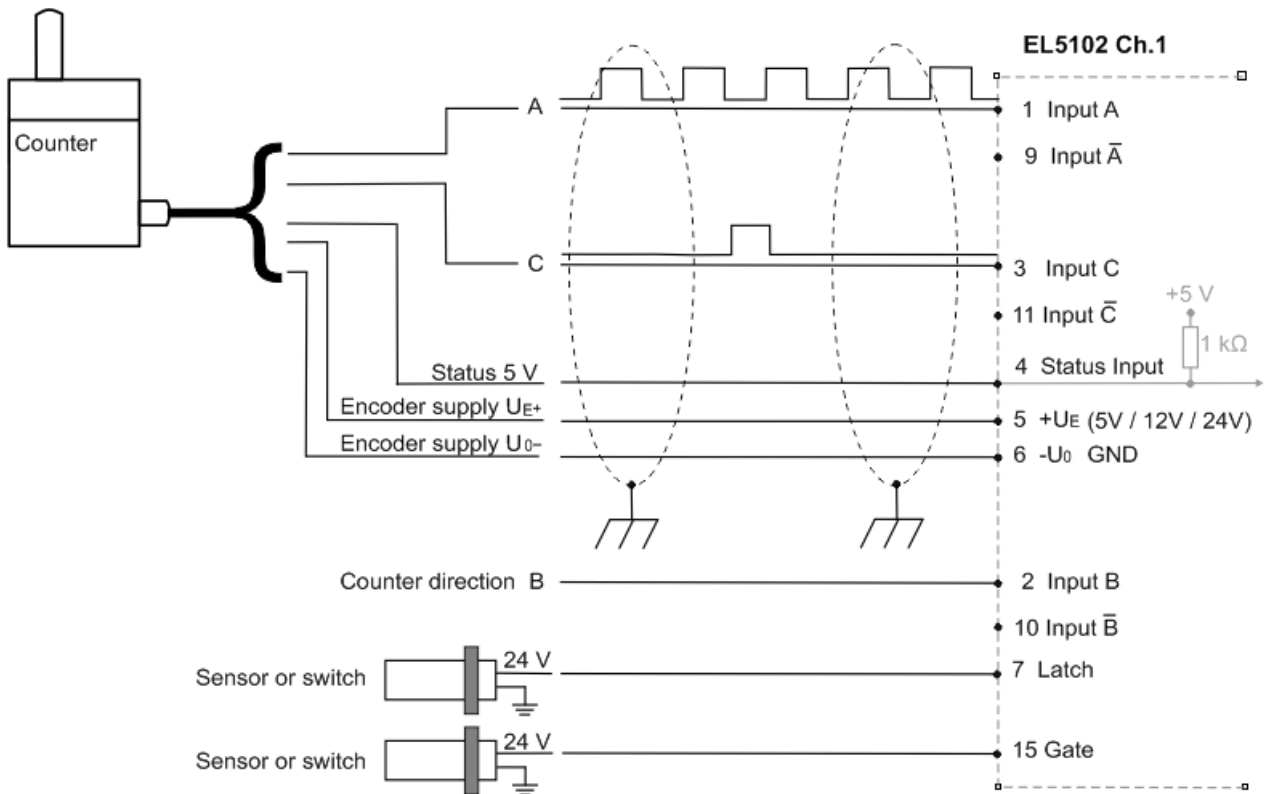 EL5102 Ch.1
A
1 Input A
Counter
9 Input A̅
C
3 Input C
+5 V
11 Input C̅
1 kΩ
Status 5 V
4 Status Input
Encoder supply UE+
5 +UE (5V / 12V / 24V)
Encoder supply U0–
6 -U0 GND
Counter direction B
2 Input B
10 Input B̅
24 V
Sensor or switch
7 Latch
24 V
Sensor or switch
15 Gate